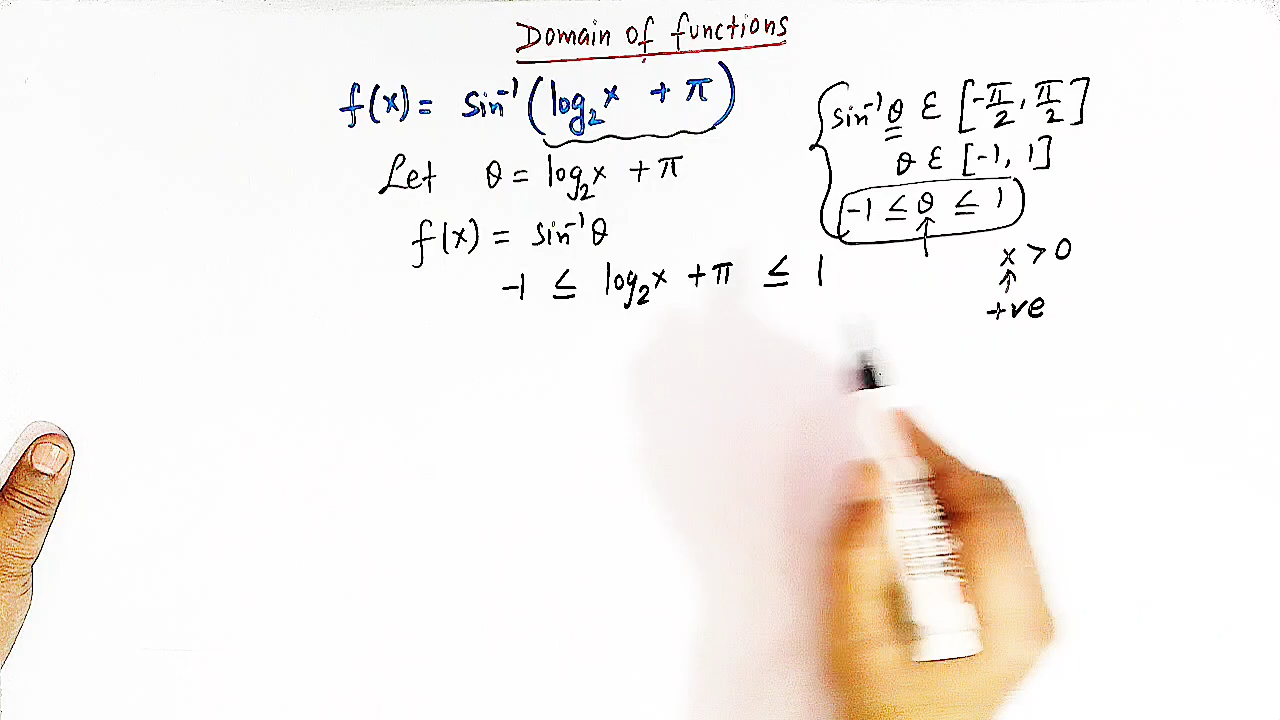 Domain of functions
f(x) = sin⁻¹(log₂x + π)
Let θ = log₂x + π
f(x) = sin⁻¹θ
-1 ≤ log₂x + π ≤ 1
sin⁻¹θ ε [-π/2, π/2]
θ ε [-1, 1]
-1 ≤ θ ≤ 1
x > 0
+ve